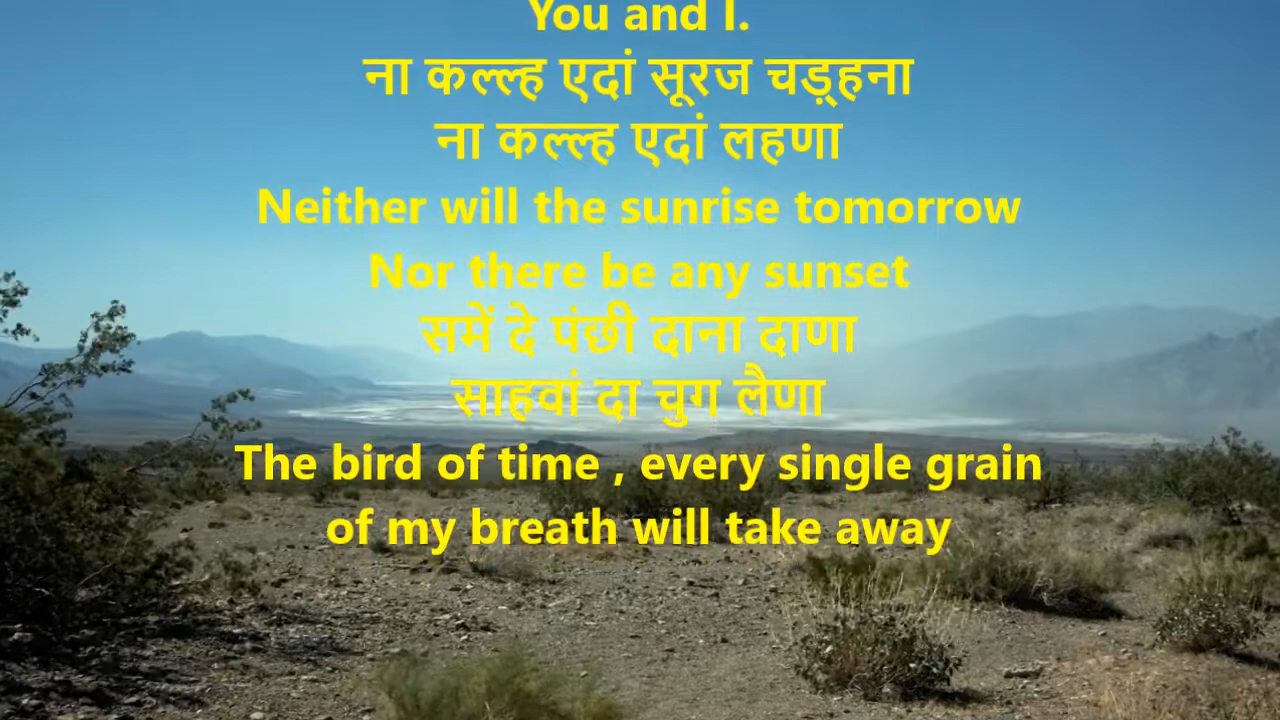 You and I.
ना कल्ल्ह एदां सूरज चड़्हना
ना कल्ल्ह एदां लहणा
Neither will the sunrise tomorrow
Nor there be any sunset
समें दे पंछी दाना दाणा
साहवां दा चुग लैणा
The bird of time , every single grain
of my breath will take away